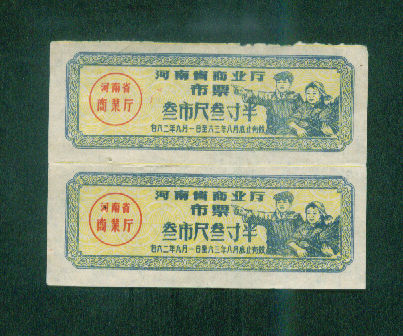 河南省商业厅
布票
叁市尺叁寸半
自六二年九月一日至六三年八月底止有效
河南省
商業厅
河南省商业厅
布票
叁市尺叁寸半
自六二年九月一日至六三年八月底止有效
河南省
商業厅